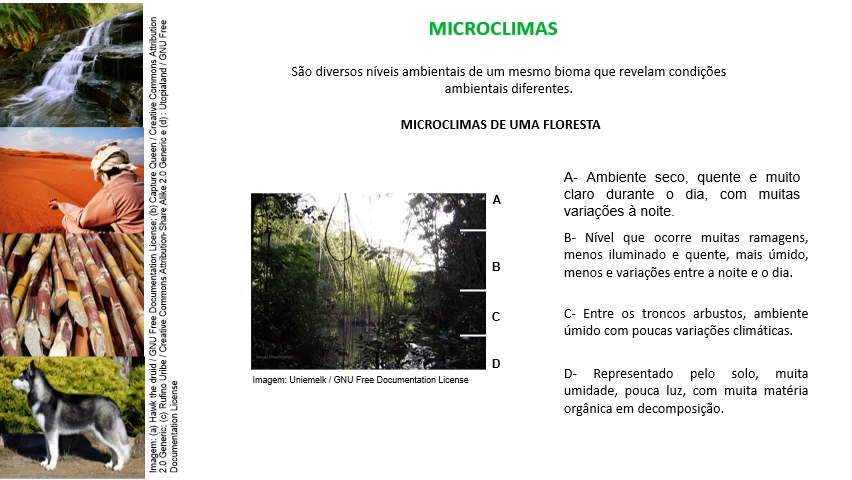 MICROCLIMAS
São diversos níveis ambientais de um mesmo bioma que revelam condições
ambientais diferentes.
MICROCLIMAS DE UMA FLORESTA
A
B
C
D
Imagem: Uniemelk / GNU Free Documentation License
A- Ambiente seco, quente e muito
claro durante o dia, com muitas
variações à noite.
B- Nível que ocorre muitas ramagens,
menos iluminado e quente, mais úmido,
menos e variações entre a noite e o dia.
C- Entre os troncos arbustos, ambiente
úmido com poucas variações climáticas.
D- Representado pelo solo, muita
umidade, pouca luz, com muita matéria
orgânica em decomposição.
Imagem: (a) Hawk the druid / GNU Free Documentation License; (b) Capture Queen / Creative Commons Attribution
2.0 Generic; (c) Rufino Uribe / Creative Commons Attribution-Share Alike 2.0 Generic e (d) : Utopialand / GNU Free
Documentation License